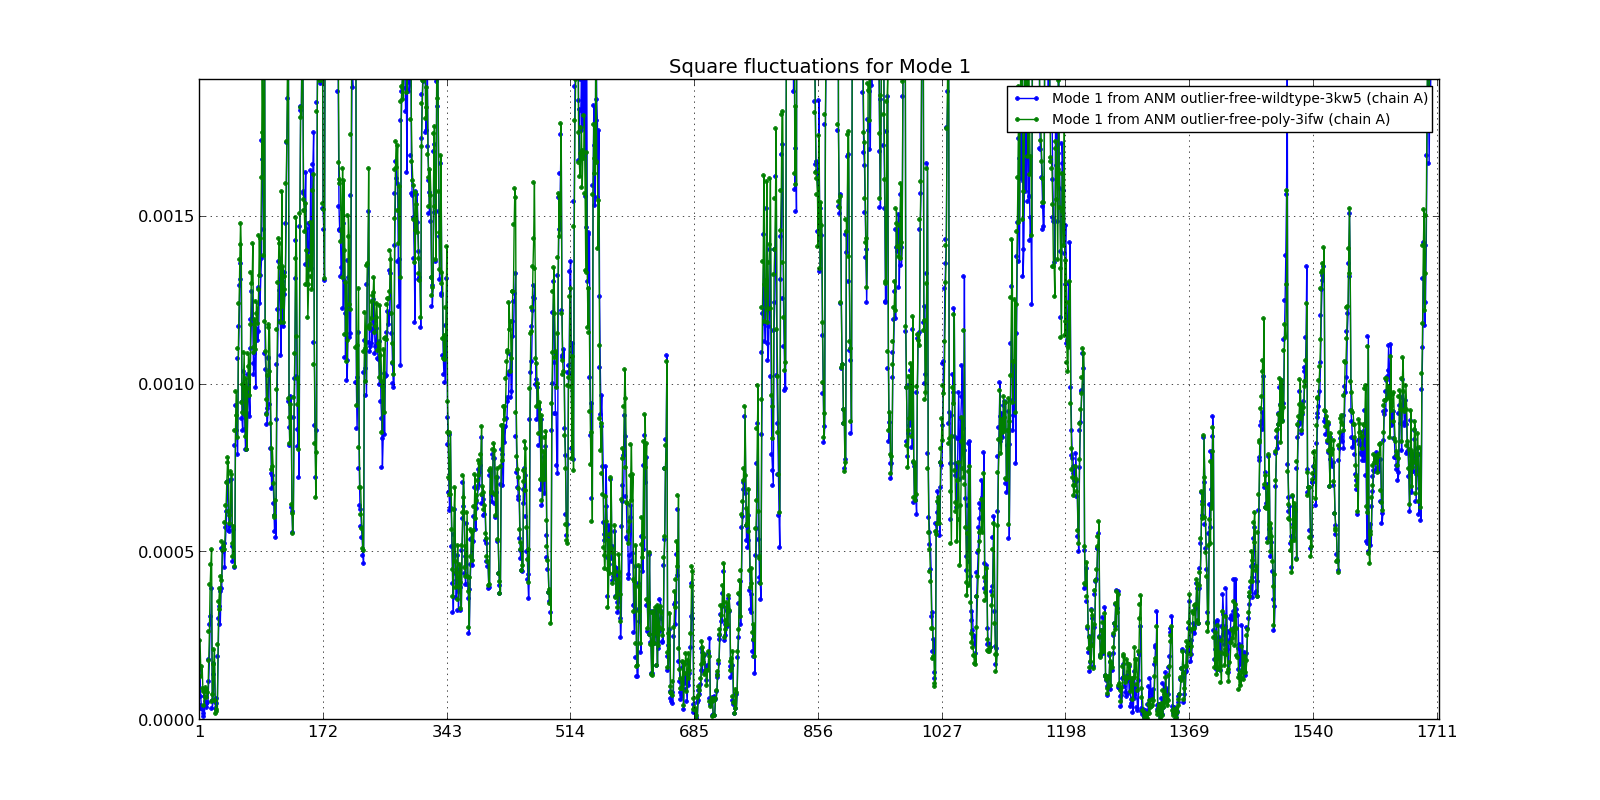 Square fluctuations for Mode 1
Mode 1 from ANM outlier-free-wildtype-3kw5 (chain A)
Mode 1 from ANM outlier-free-poly-3ifw (chain A)
0.0015
0.0010
0.0005
0.0000
1 172 343 514 685 856 1027 1198 1369 1540 1711